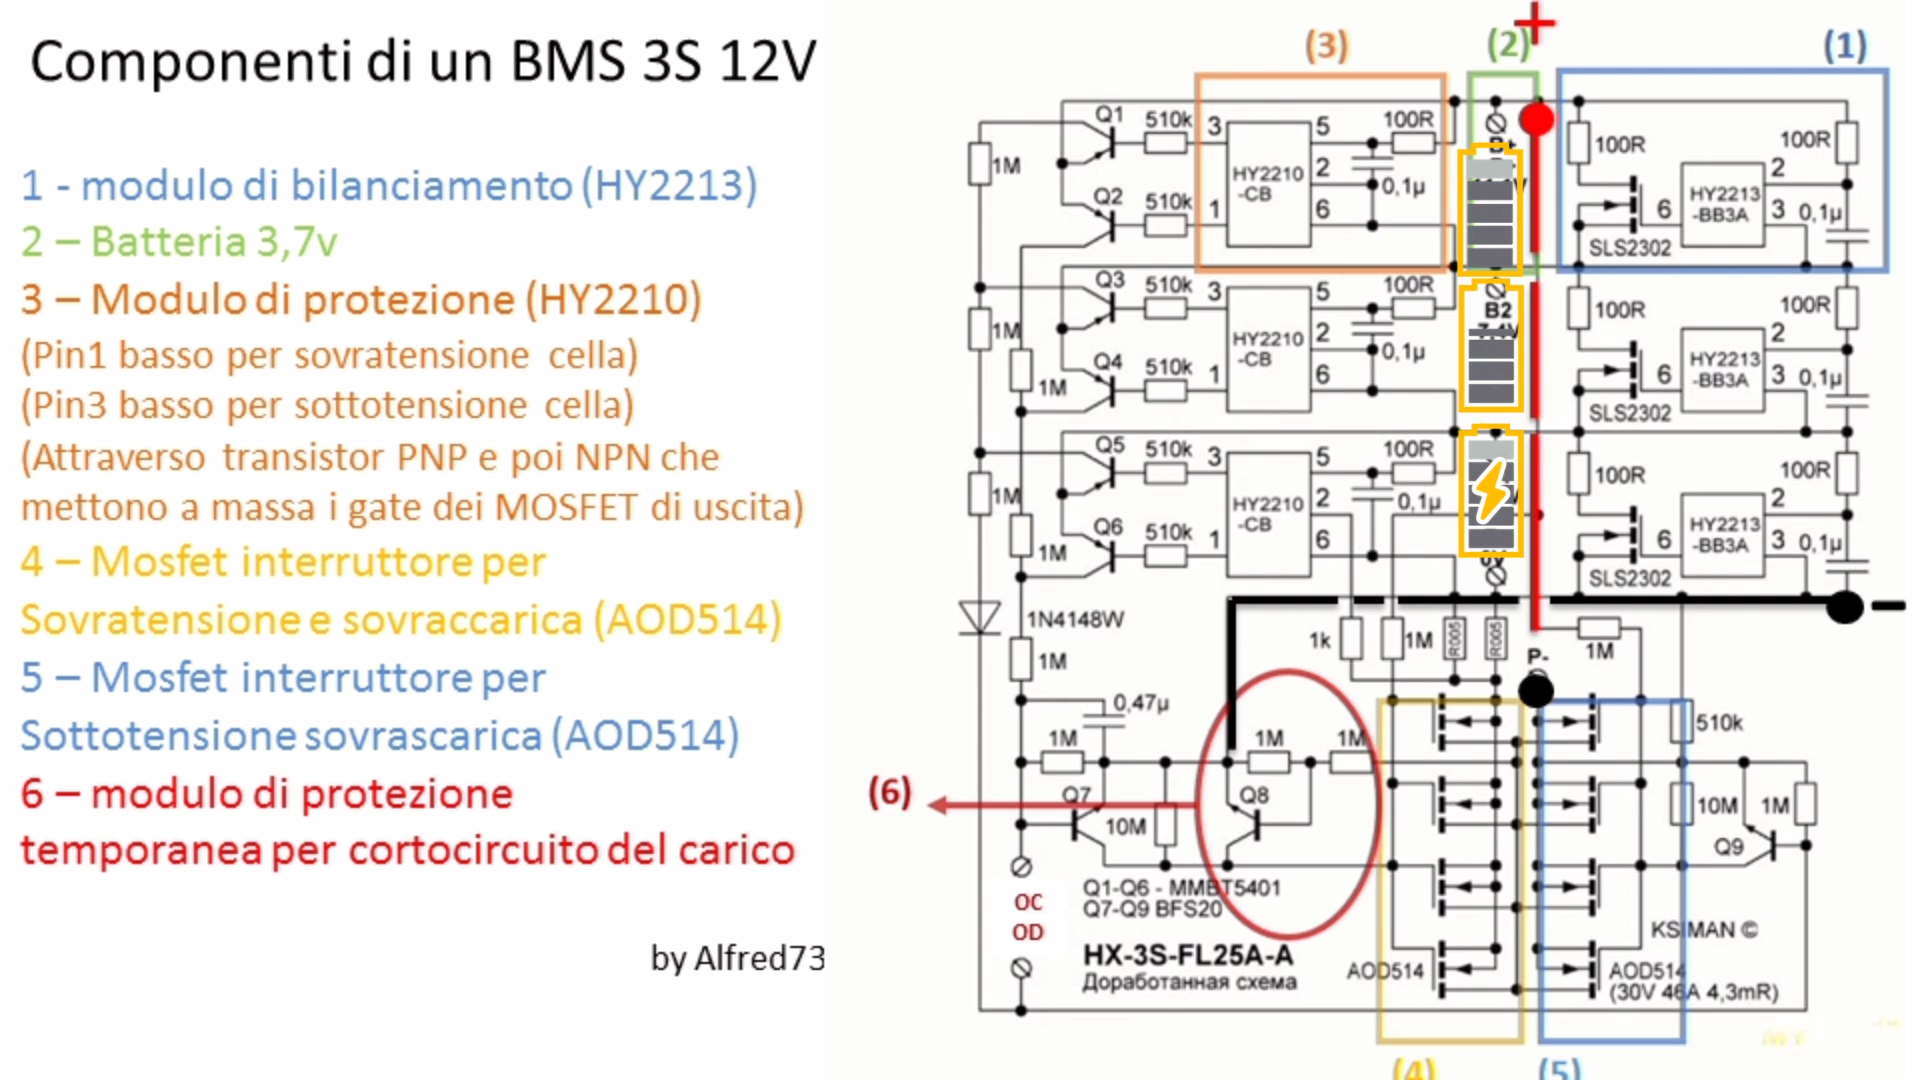 Componenti di un BMS 3S 12V
1 - modulo di bilanciamento (HY2213)
2 – Batteria 3,7v
3 – Modulo di protezione (HY2210)
(Pin1 basso per sovratensione cella)
(Pin3 basso per sottotensione cella)
(Attraverso transistor PNP e poi NPN che
mettono a massa i gate dei MOSFET di uscita)
4 – Mosfet interruttore per
Sovratensione e sovraccarica (AOD514)
5 – Mosfet interruttore per
Sottotensione sovrascarica (AOD514)
6 – modulo di protezione
temporanea per cortocircuito del carico
by Alfred73
(3) (2) + (1)
Q1 510k 3 5 100R 100R 100R
1M HY2210 2 HY2213 2
-CB 0,1µ -BB3A
Q2 510k 1 6 6 3 0,1µ
SLS2302
Q3 510k 3 5 100R 100R 100R
1M HY2210 2 B2 HY2213 2
-CB 0,1µ -BB3A
Q4 510k 1 6 6 3 0,1µ
1M SLS2302
Q5 510k 3 5 100R 100R 100R
1M HY2210 2 0,1µ HY2213 2
-CB -BB3A
Q6 510k 1 6 6 3 0,1µ
1M SLS2302
1N4148W 1k 1M R005 R005 1M −
1M P-
0,47µ 510k
1M 1M 1M
(6) Q7 10M Q8 10M 1M Q9
OC
OD
Q1-Q6 - MMBT5401
Q7-Q9 BFS20
KSIMAN ©
HX-3S-FL25A-A
Доработанная схема
AOD514 AOD514
(30V 46A 4,3mR)
(4) (5)